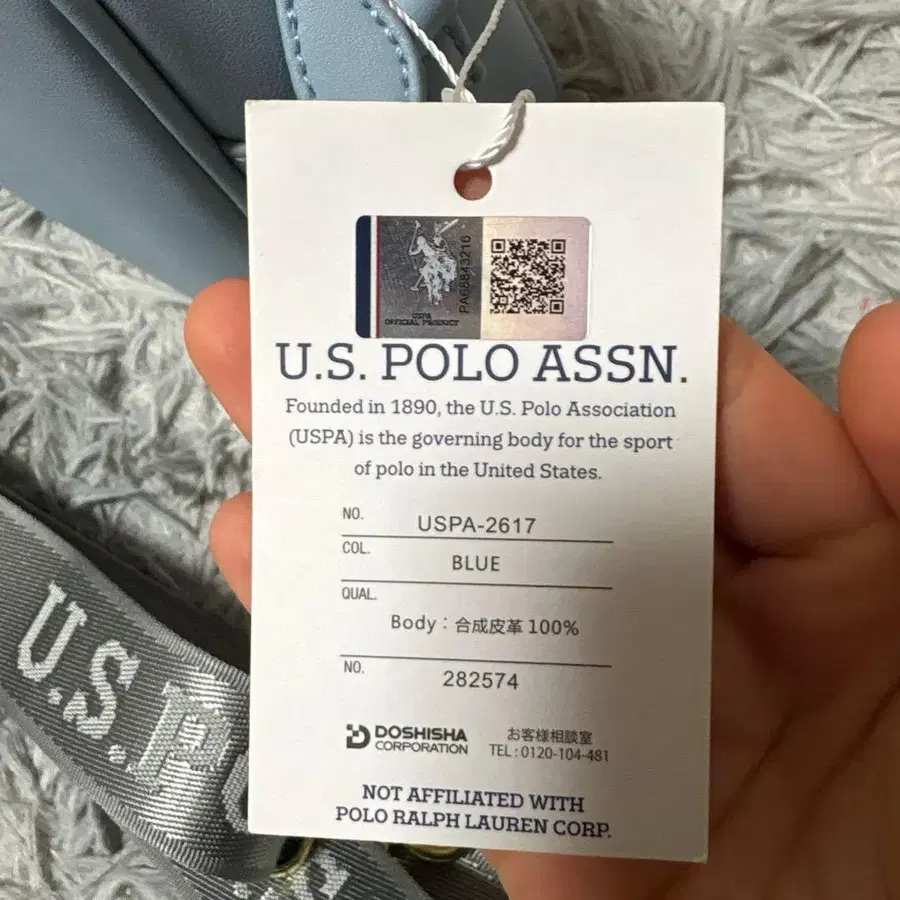 PA68843216
USPA
OFFICIAL PRODUCT
U.S. POLO ASSN.
Founded in 1890, the U.S. Polo Association
(USPA) is the governing body for the sport
of polo in the United States.
NO. USPA-2617
COL. BLUE
QUAL.
Body : 合成皮革 100%
NO. 282574
DOSHISHA
CORPORATION
お客様相談室
TEL : 0120-104-481
NOT AFFILIATED WITH
POLO RALPH LAUREN CORP.
U.S. P